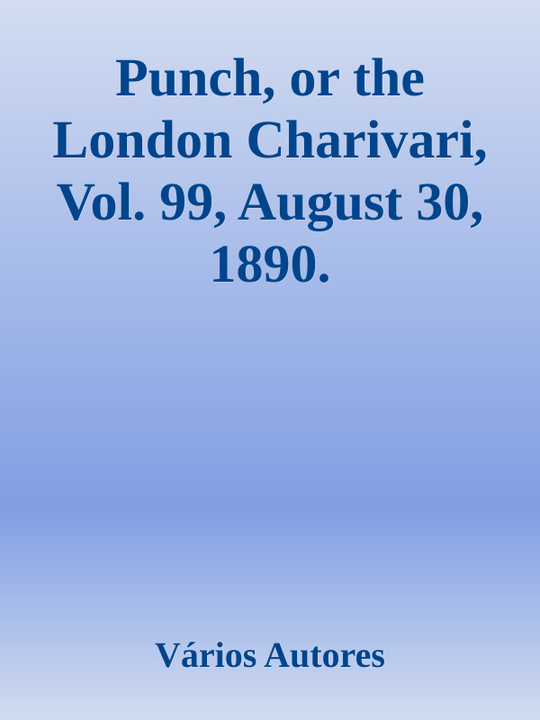 Punch, or the
London Charivari,
Vol. 99, August 30,
1890.
Vários Autores